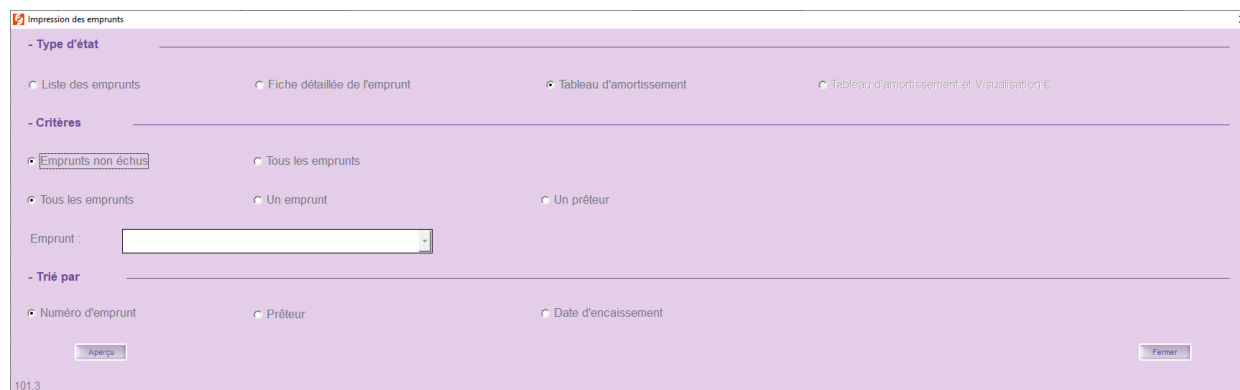 Impression des emprunts
- Type d'état
Liste des emprunts Fiche détaillée de l'emprunt Tableau d'amortissement Tableau d'amortissement et Visualisation €
- Critères
Emprunts non échus Tous les emprunts
Tous les emprunts Un emprunt Un prêteur
Emprunt :
- Trié par
Numéro d'emprunt Prêteur Date d'encaissement
Aperçu Fermer
101.3